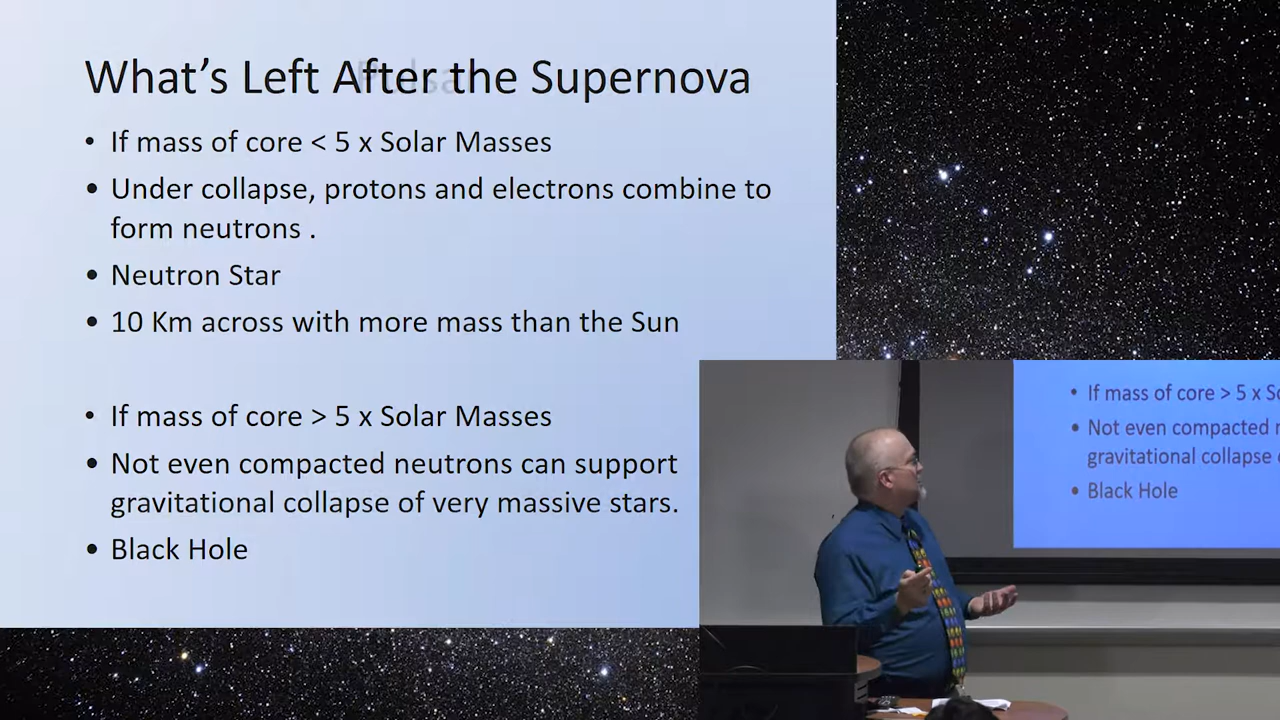 What's Left After the Supernova
• If mass of core < 5 x Solar Masses
• Under collapse, protons and electrons combine to
form neutrons .
• Neutron Star
• 10 Km across with more mass than the Sun
• If mass of core > 5 x Solar Masses
• Not even compacted neutrons can support
gravitational collapse of very massive stars.
• Black Hole
• If mass of core > 5 x
• Not even compacted
gravitational collapse
• Black Hole